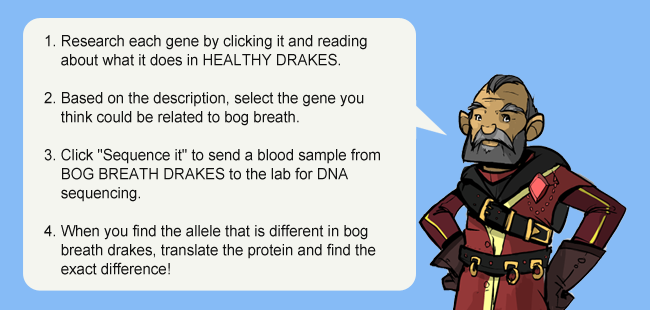 1. Research each gene by clicking it and reading
about what it does in HEALTHY DRAKES.
2. Based on the description, select the gene you
think could be related to bog breath.
3. Click "Sequence it" to send a blood sample from
BOG BREATH DRAKES to the lab for DNA
sequencing.
4. When you find the allele that is different in bog
breath drakes, translate the protein and find the
exact difference!